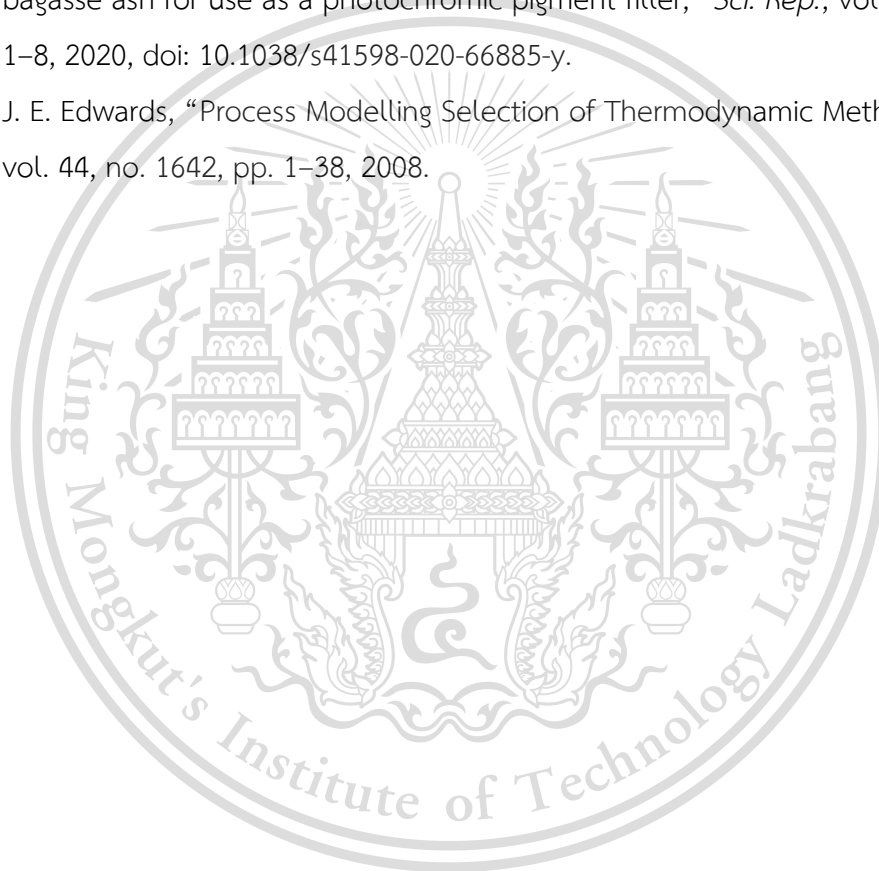 bagasse ash for use as a photochromic pigment filler,” Sci. Rep., vol
1–8, 2020, doi: 10.1038/s41598-020-66885-y.
J. E. Edwards, “Process Modelling Selection of Thermodynamic Meth
vol. 44, no. 1642, pp. 1–38, 2008.
King Mongkut's Institute of Technology Ladkrabang